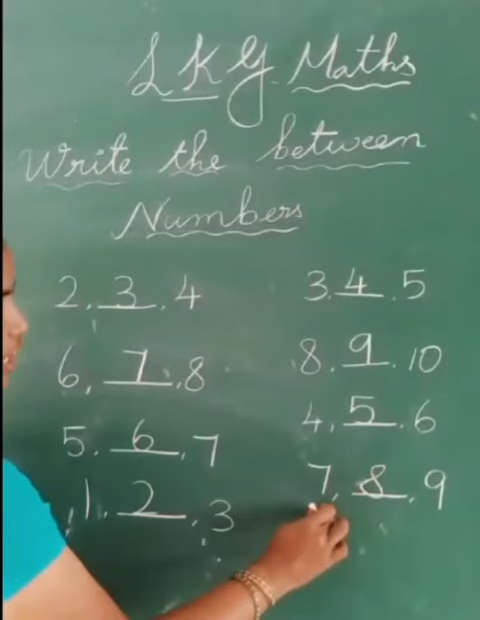 LKG Maths
Write the between
Numbers
2, 3, 4
3, 4, 5
6, 7, 8
8, 9, 10
5, 6, 7
4, 5, 6
1, 2, 3
7, 8, 9